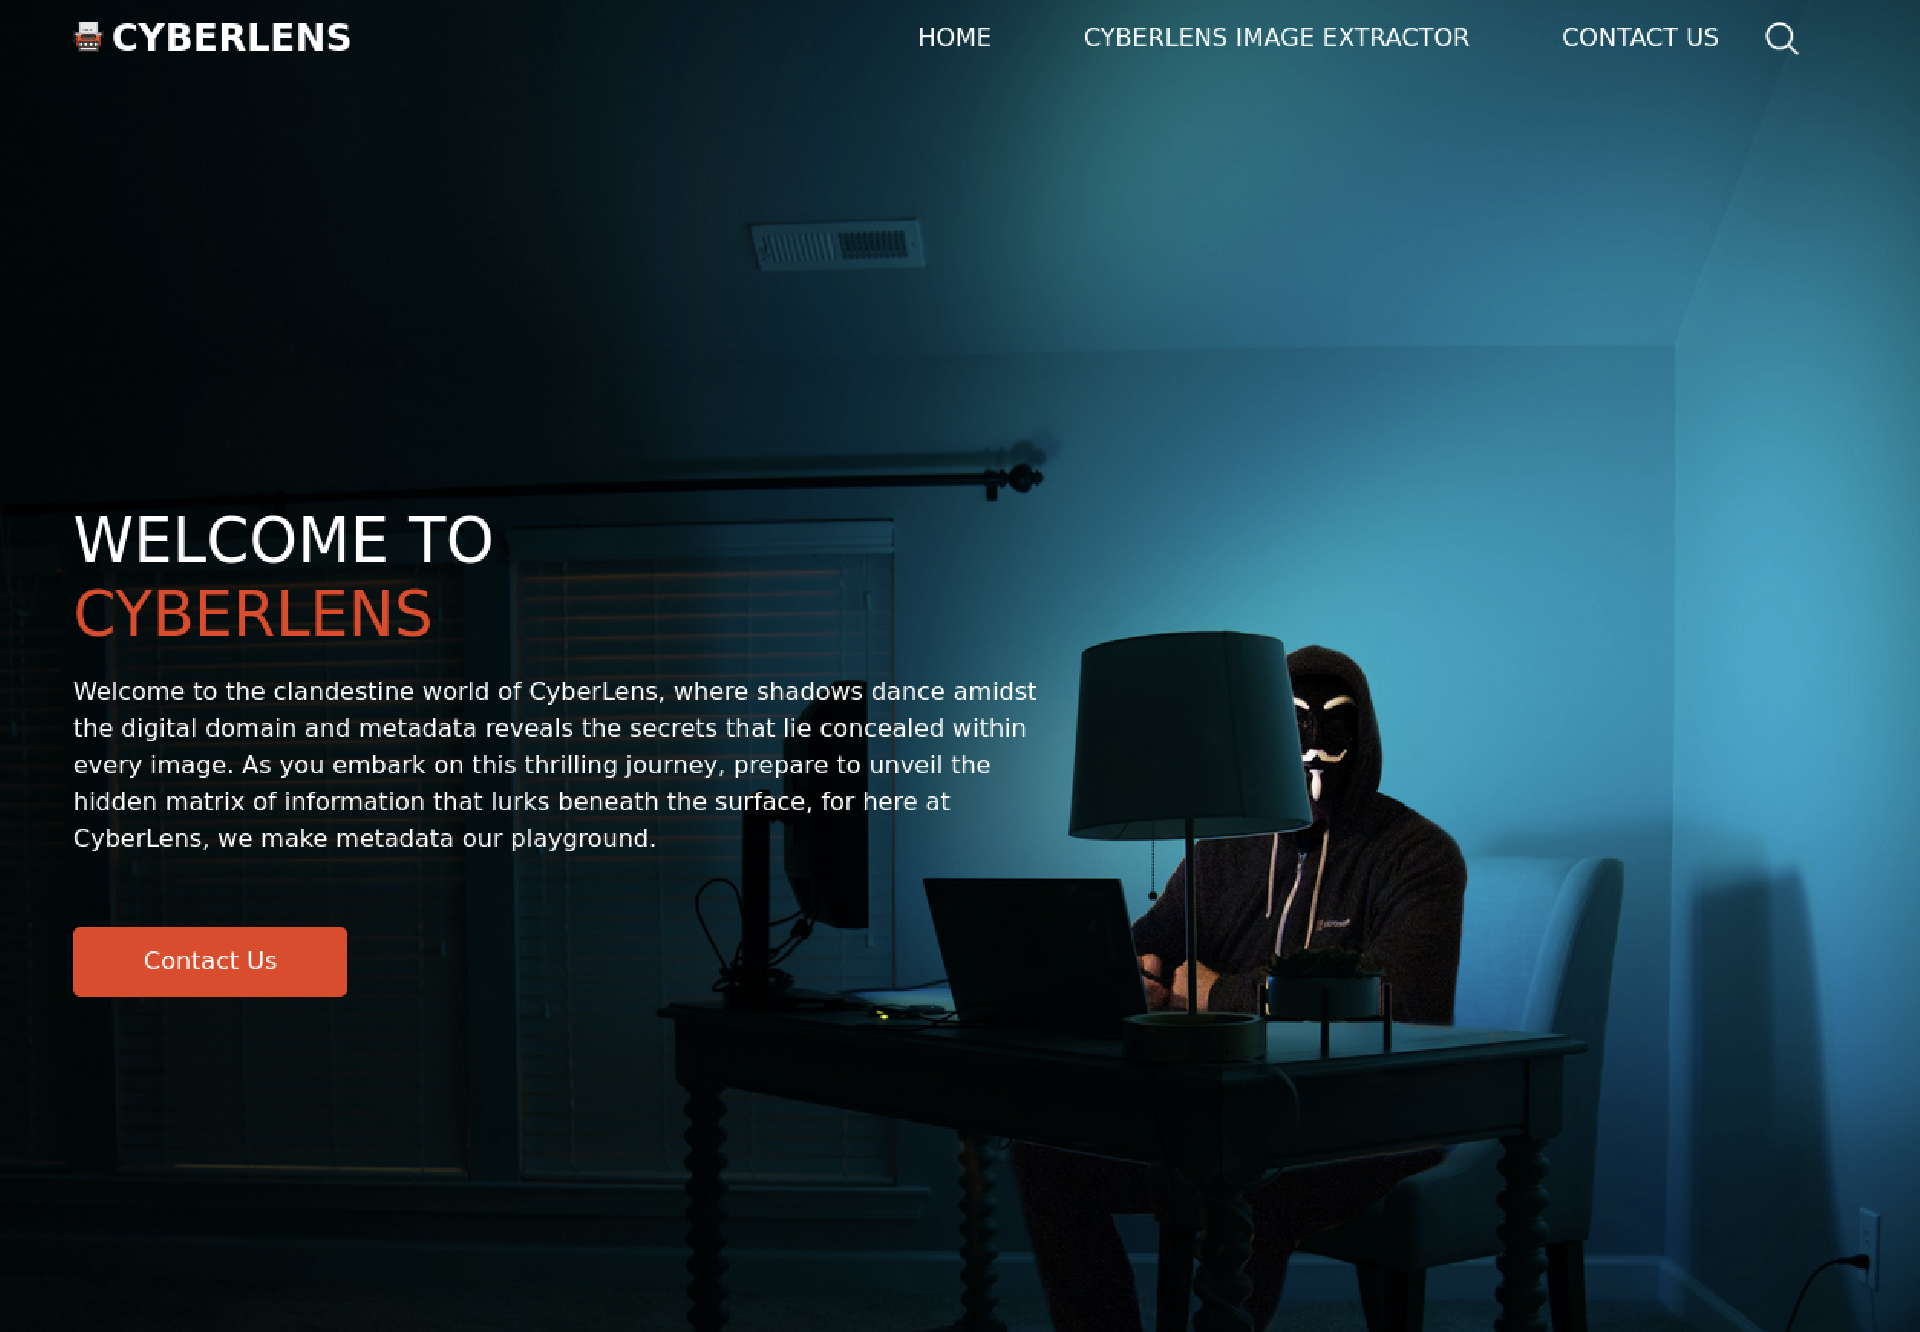 CYBERLENS
HOME
CYBERLENS IMAGE EXTRACTOR
CONTACT US
WELCOME TO
CYBERLENS
Welcome to the clandestine world of CyberLens, where shadows dance amidst
the digital domain and metadata reveals the secrets that lie concealed within
every image. As you embark on this thrilling journey, prepare to unveil the
hidden matrix of information that lurks beneath the surface, for here at
CyberLens, we make metadata our playground.
Contact Us